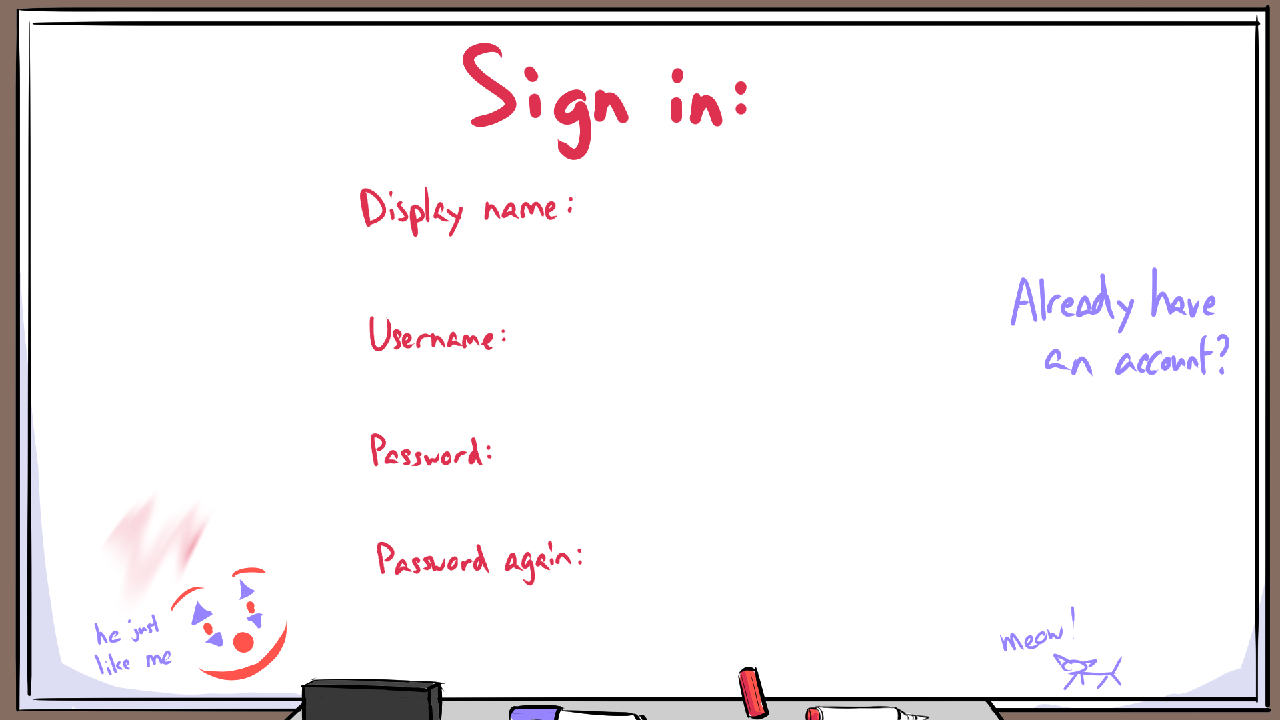 Sign in:
Display name:
Already have
an account?
Username:
Password:
Password again:
he just
like me
meow!